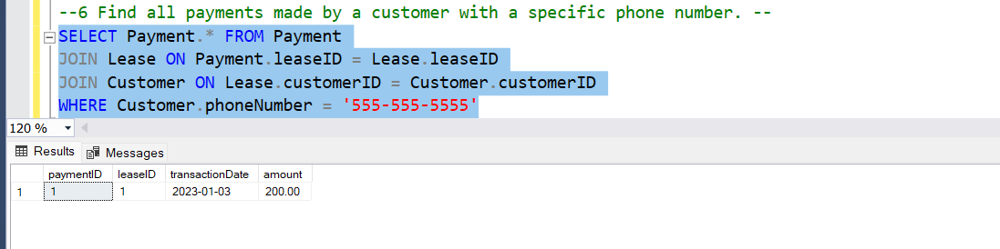 --6 Find all payments made by a customer with a specific phone number. --
SELECT Payment.* FROM Payment
JOIN Lease ON Payment.leaseID = Lease.leaseID
JOIN Customer ON Lease.customerID = Customer.customerID
WHERE Customer.phoneNumber = '555-555-5555'
120 %
Results Messages
paymentID leaseID transactionDate amount
1 1 1 2023-01-03 200.00